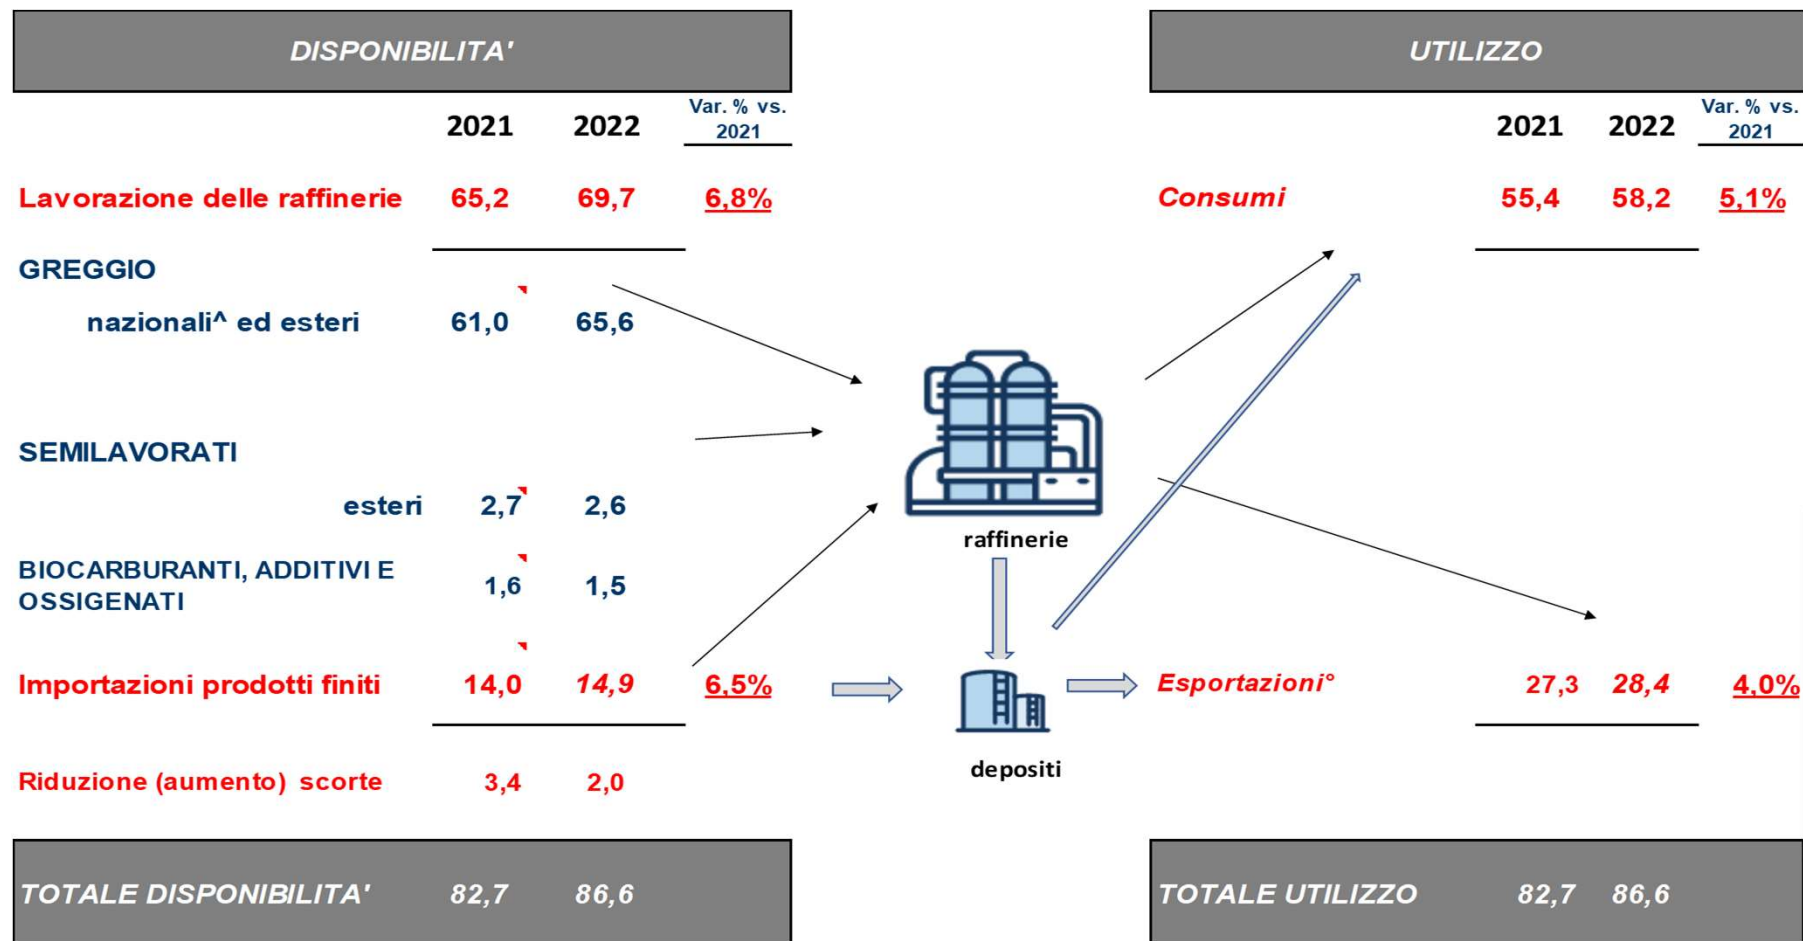 DISPONIBILITA'
2021 2022 Var. % vs.
2021
Lavorazione delle raffinerie 65,2 69,7 6,8%
GREGGIO
nazionali^ ed esteri 61,0 65,6
SEMILAVORATI
esteri 2,7 2,6
BIOCARBURANTI, ADDITIVI E
OSSIGENATI 1,6 1,5
Importazioni prodotti finiti 14,0 14,9 6,5%
Riduzione (aumento) scorte 3,4 2,0
TOTALE DISPONIBILITA' 82,7 86,6
raffinerie
depositi
UTILIZZO
2021 2022 Var. % vs.
2021
Consumi 55,4 58,2 5,1%
Esportazioni° 27,3 28,4 4,0%
TOTALE UTILIZZO 82,7 86,6